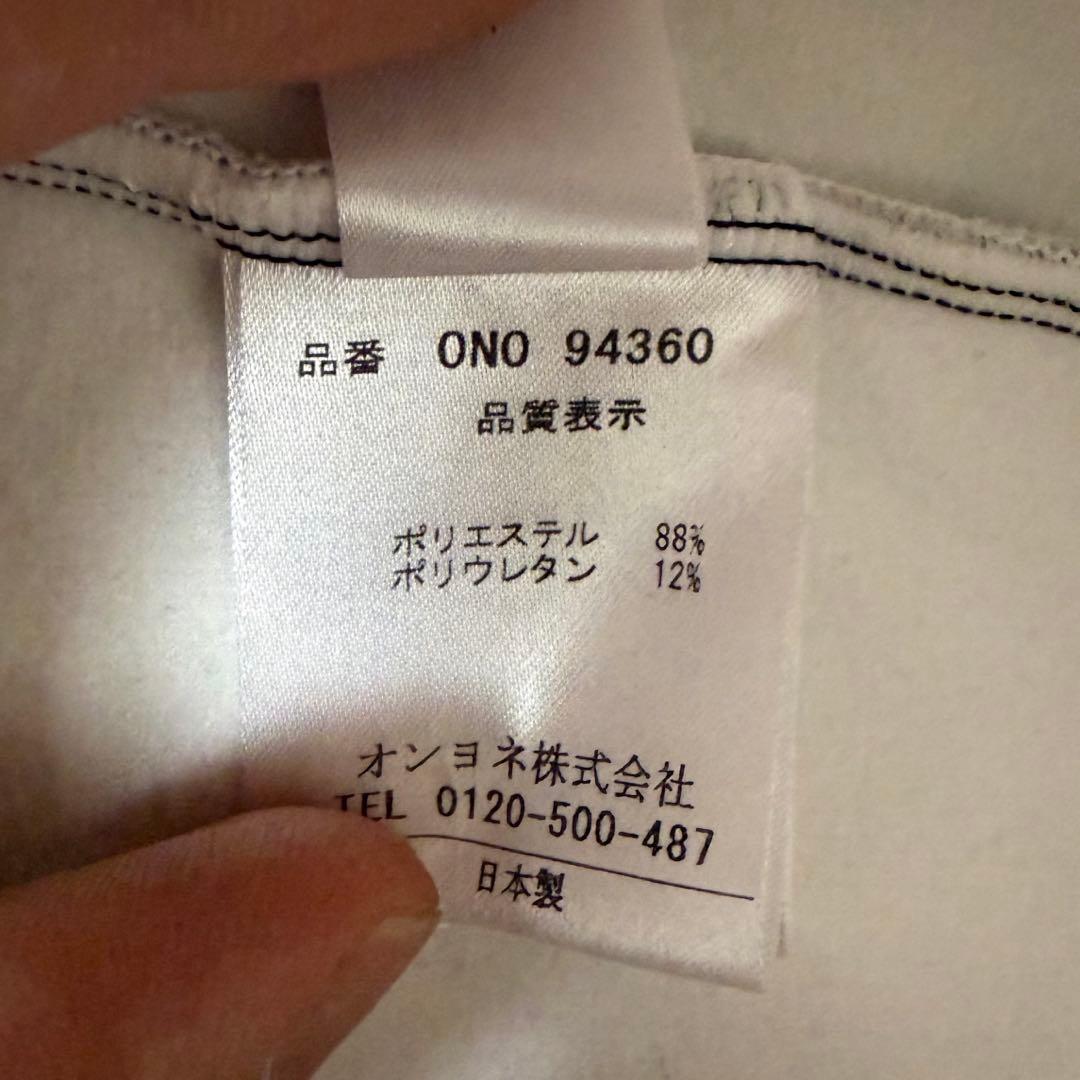 品番 ONO 94360
品質表示
ポリエステル 88%
ポリウレタン 12%
オンヨネ株式会社
TEL 0120-500-487
日本製